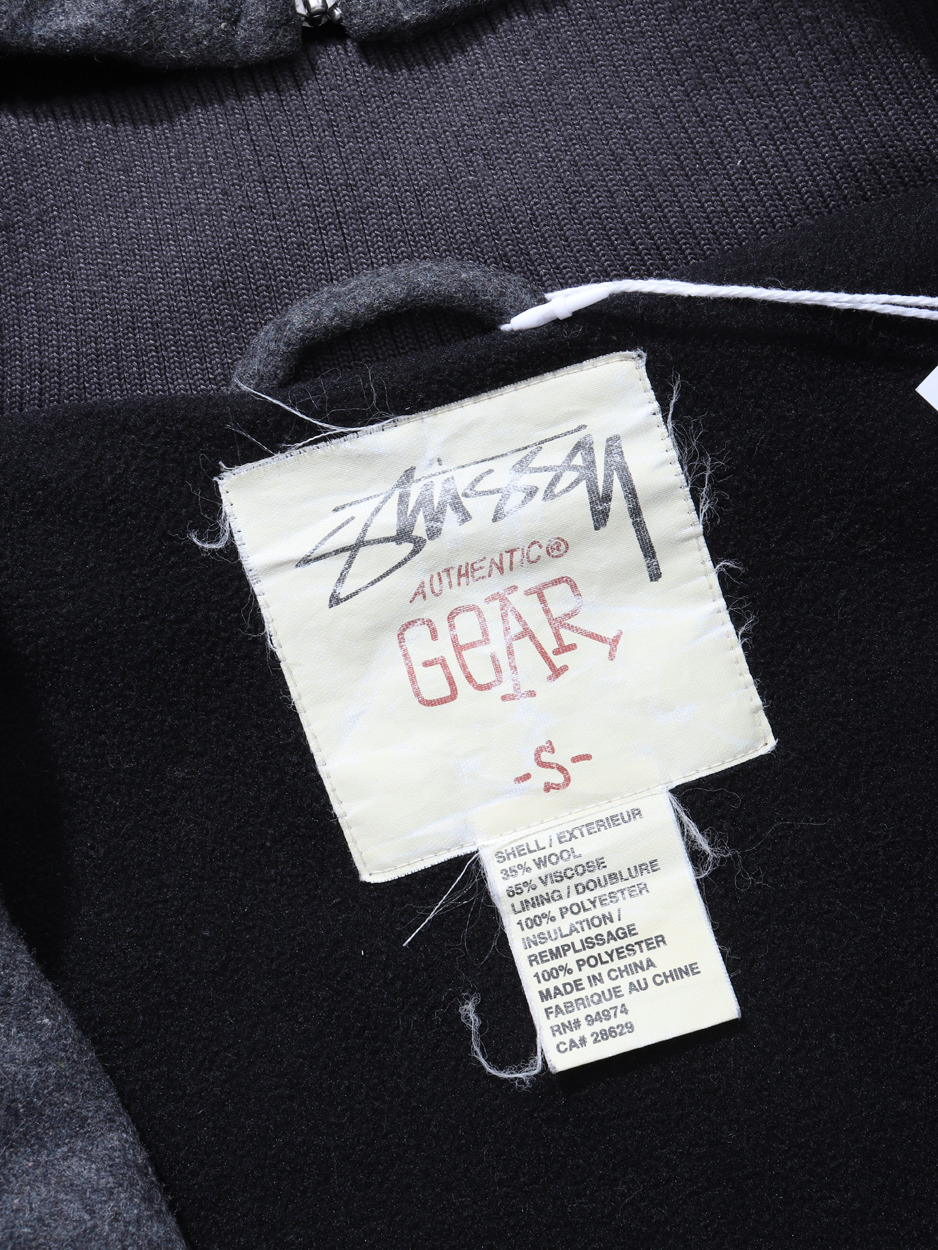 Stüssy
AUTHENTIC®
GEAR
-S-
SHELL / EXTERIEUR
35% WOOL
65% VISCOSE
LINING / DOUBLURE
100% POLYESTER
INSULATION /
REMPLISSAGE
100% POLYESTER
MADE IN CHINA
FABRIQUE AU CHINE
RN# 94974
CA# 28629